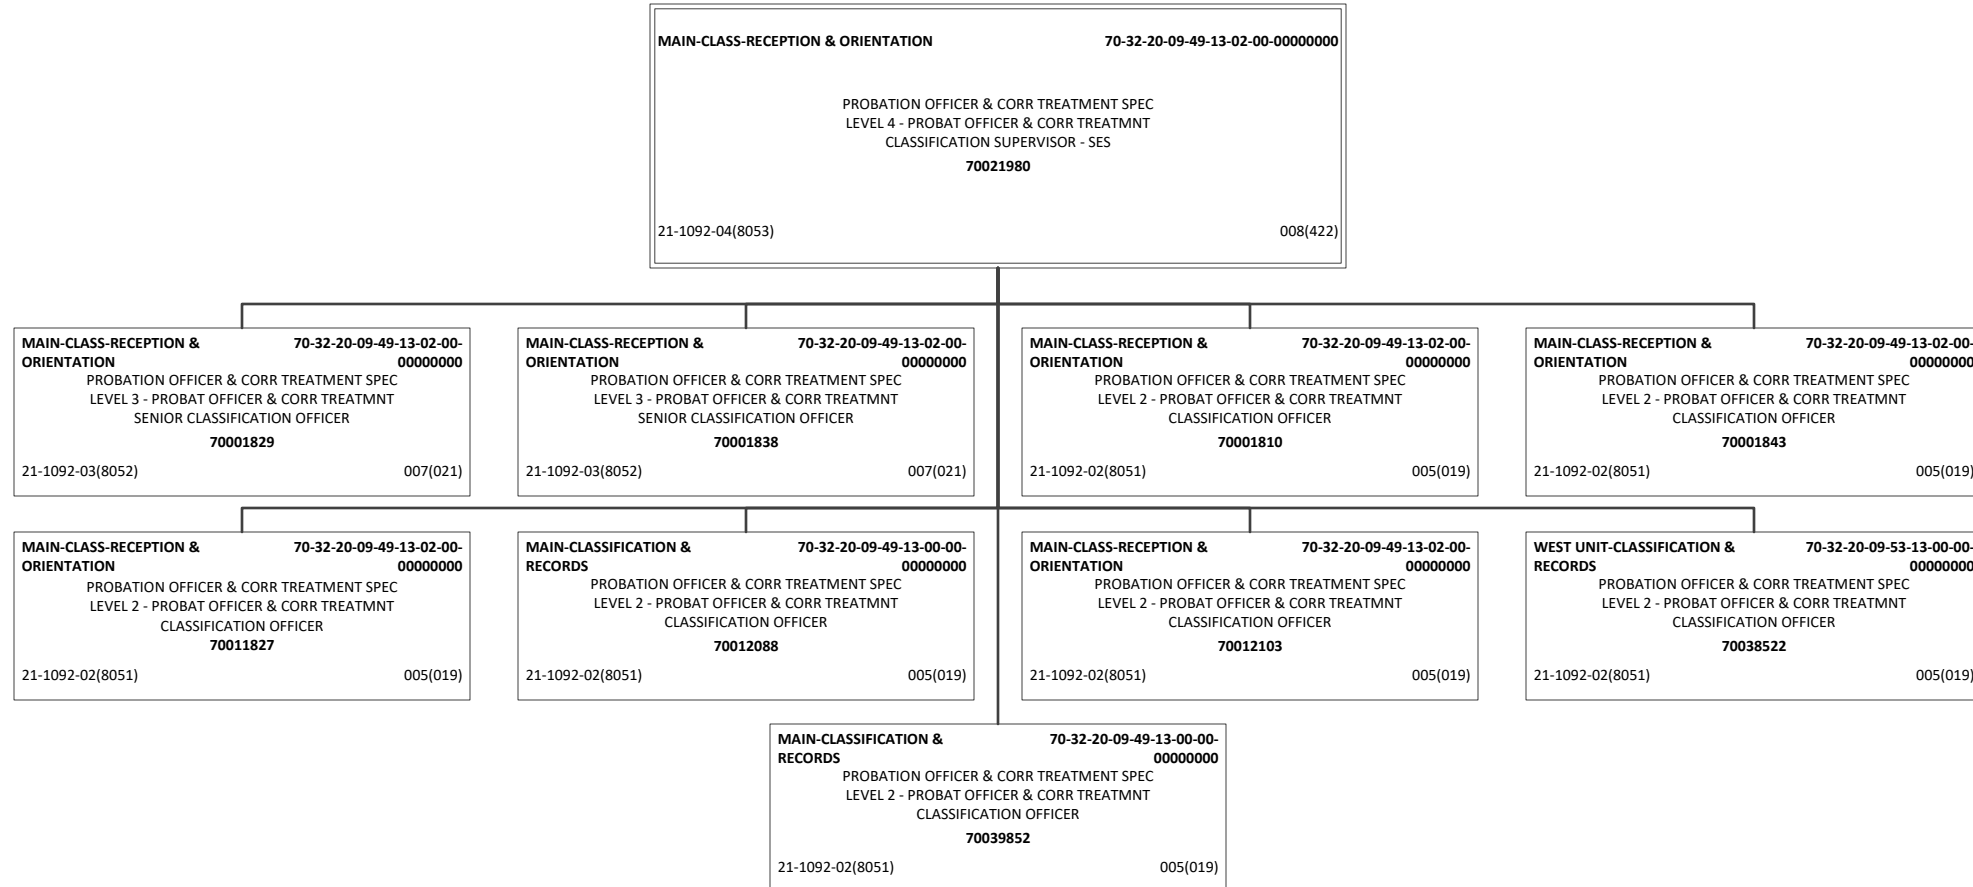 MAIN-CLASS-RECEPTION & ORIENTATION 70-32-20-09-49-13-02-00-00000000
PROBATION OFFICER & CORR TREATMENT SPEC
LEVEL 4 - PROBAT OFFICER & CORR TREATMNT
CLASSIFICATION SUPERVISOR - SES
70021980
21-1092-04(8053) 008(422)
MAIN-CLASS-RECEPTION & 70-32-20-09-49-13-02-00-
ORIENTATION 00000000
PROBATION OFFICER & CORR TREATMENT SPEC
LEVEL 3 - PROBAT OFFICER & CORR TREATMNT
SENIOR CLASSIFICATION OFFICER
70001829
21-1092-03(8052) 007(021)
MAIN-CLASS-RECEPTION & 70-32-20-09-49-13-02-00-
ORIENTATION 00000000
PROBATION OFFICER & CORR TREATMENT SPEC
LEVEL 3 - PROBAT OFFICER & CORR TREATMNT
SENIOR CLASSIFICATION OFFICER
70001838
21-1092-03(8052) 007(021)
MAIN-CLASS-RECEPTION & 70-32-20-09-49-13-02-00-
ORIENTATION 00000000
PROBATION OFFICER & CORR TREATMENT SPEC
LEVEL 2 - PROBAT OFFICER & CORR TREATMNT
CLASSIFICATION OFFICER
70001810
21-1092-02(8051) 005(019)
MAIN-CLASS-RECEPTION & 70-32-20-09-49-13-02-00-
ORIENTATION 00000000
PROBATION OFFICER & CORR TREATMENT SPEC
LEVEL 2 - PROBAT OFFICER & CORR TREATMNT
CLASSIFICATION OFFICER
70001843
21-1092-02(8051) 005(019)
MAIN-CLASS-RECEPTION & 70-32-20-09-49-13-02-00-
ORIENTATION 00000000
PROBATION OFFICER & CORR TREATMENT SPEC
LEVEL 2 - PROBAT OFFICER & CORR TREATMNT
CLASSIFICATION OFFICER
70011827
21-1092-02(8051) 005(019)
MAIN-CLASSIFICATION & 70-32-20-09-49-13-00-00-
RECORDS 00000000
PROBATION OFFICER & CORR TREATMENT SPEC
LEVEL 2 - PROBAT OFFICER & CORR TREATMNT
CLASSIFICATION OFFICER
70012088
21-1092-02(8051) 005(019)
MAIN-CLASS-RECEPTION & 70-32-20-09-49-13-02-00-
ORIENTATION 00000000
PROBATION OFFICER & CORR TREATMENT SPEC
LEVEL 2 - PROBAT OFFICER & CORR TREATMNT
CLASSIFICATION OFFICER
70012103
21-1092-02(8051) 005(019)
WEST UNIT-CLASSIFICATION & 70-32-20-09-53-13-00-00-
RECORDS 00000000
PROBATION OFFICER & CORR TREATMENT SPEC
LEVEL 2 - PROBAT OFFICER & CORR TREATMNT
CLASSIFICATION OFFICER
70038522
21-1092-02(8051) 005(019)
MAIN-CLASSIFICATION & 70-32-20-09-49-13-00-00-
RECORDS 00000000
PROBATION OFFICER & CORR TREATMENT SPEC
LEVEL 2 - PROBAT OFFICER & CORR TREATMNT
CLASSIFICATION OFFICER
70039852
21-1092-02(8051) 005(019)